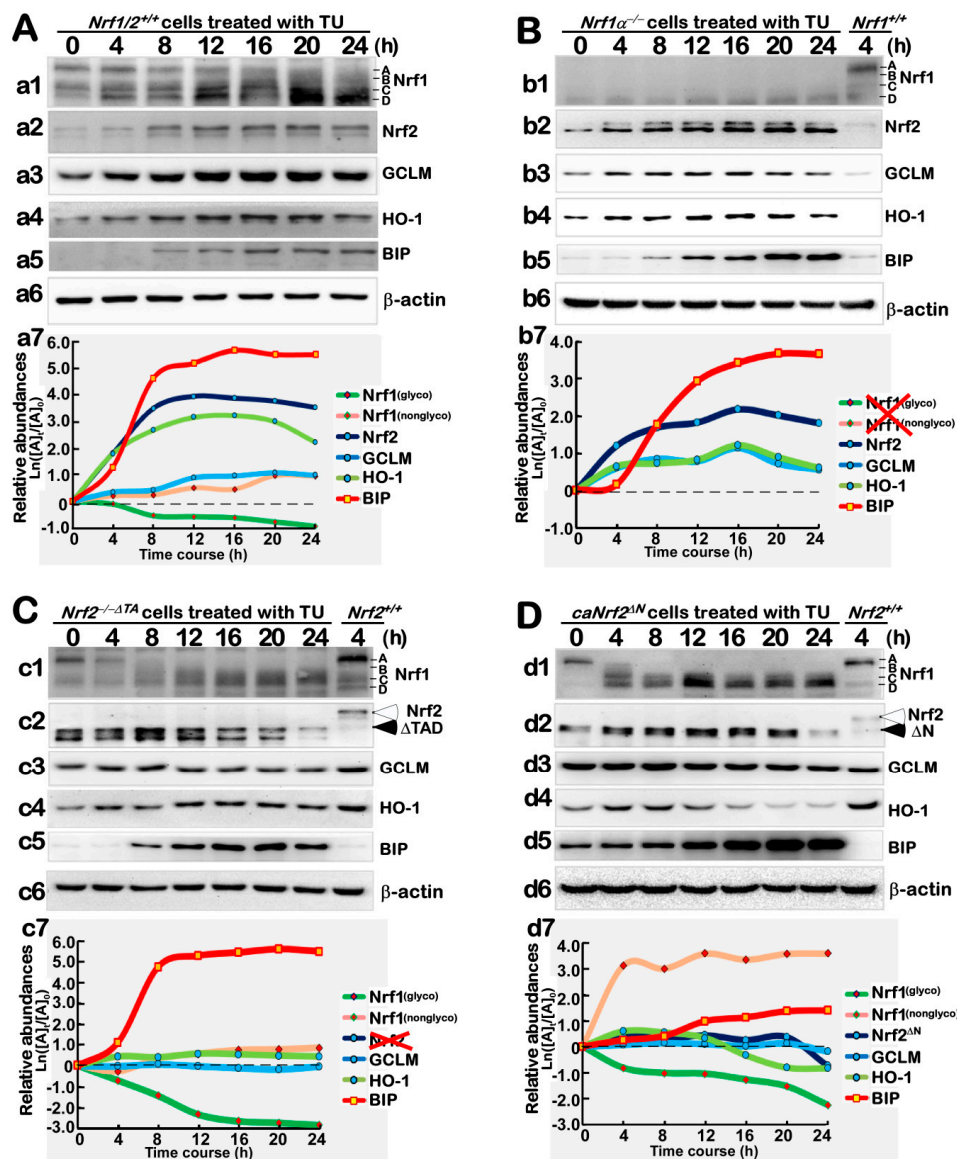 A Nrf1/2+/+ cells treated with TU
0 4 8 12 16 20 24 (h)
a1 A B C D Nrf1
a2 Nrf2
a3 GCLM
a4 HO-1
a5 BIP
a6 β-actin
a7
6.0
5.0
4.0
3.0
2.0
1.0
0
-1.0
Relative abundances
Ln([A]t/[A]0)
0 4 8 12 16 20 24
Time course (h)
Nrf1(glyco)
Nrf1(nonglyco)
Nrf2
GCLM
HO-1
BIP
B Nrf1α−/− cells treated with TU Nrf1+/+
0 4 8 12 16 20 24 4 (h)
b1 A B C D Nrf1
b2 Nrf2
b3 GCLM
b4 HO-1
b5 BIP
b6 β-actin
b7
4.0
3.0
2.0
1.0
0
1.0
Relative abundances
Ln([A]t/[A]0)
0 4 8 12 16 20 24
Time course (h)
Nrf1(glyco)
Nrf1(nonglyco)
Nrf2
GCLM
HO-1
BIP
C Nrf2−/−ΔTA cells treated with TU Nrf2+/+
0 4 8 12 16 20 24 4 (h)
c1 A B C D Nrf1
c2 Nrf2
ΔTAD
c3 GCLM
c4 HO-1
c5 BIP
c6 β-actin
c7
6.0
5.0
4.0
3.0
2.0
1.0
0
-1.0
-2.0
-3.0
Relative abundances
Ln([A]t/[A]0)
0 4 8 12 16 20 24
Time course (h)
Nrf1(glyco)
Nrf1(nonglyco)
Nrf2
GCLM
HO-1
BIP
D caNrf2ΔN cells treated with TU Nrf2+/+
0 4 8 12 16 20 24 4 (h)
d1 A B C D Nrf1
d2 Nrf2
ΔN
d3 GCLM
d4 HO-1
d5 BIP
d6 β-actin
d7
4.0
3.0
2.0
1.0
0
-1.0
-2.0
-3.0
Relative abundances
Ln([A]t/[A]0)
0 4 8 12 16 20 24
Time course (h)
Nrf1(glyco)
Nrf1(nonglyco)
Nrf2ΔN
GCLM
HO-1
BIP